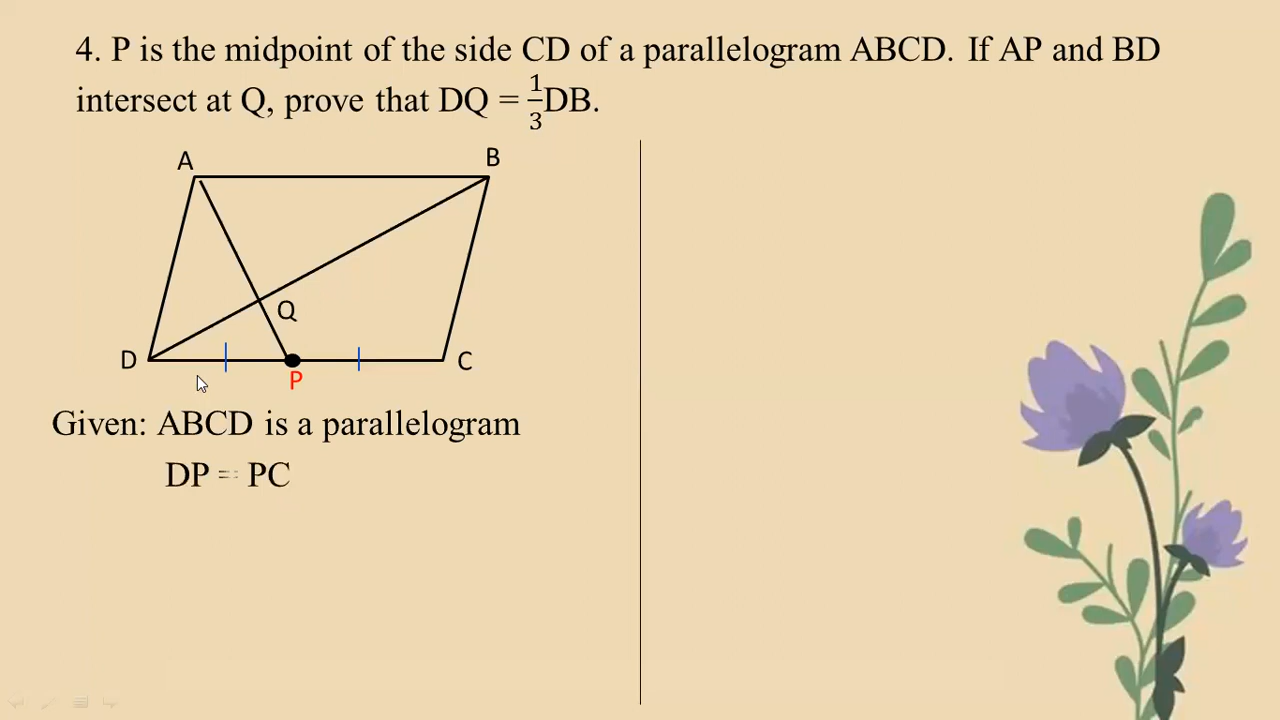 4. P is the midpoint of the side CD of a parallelogram ABCD. If AP and BD
intersect at Q, prove that DQ = 1/3 DB.
A
B
Q
D
C
P
Given: ABCD is a parallelogram
DP = PC